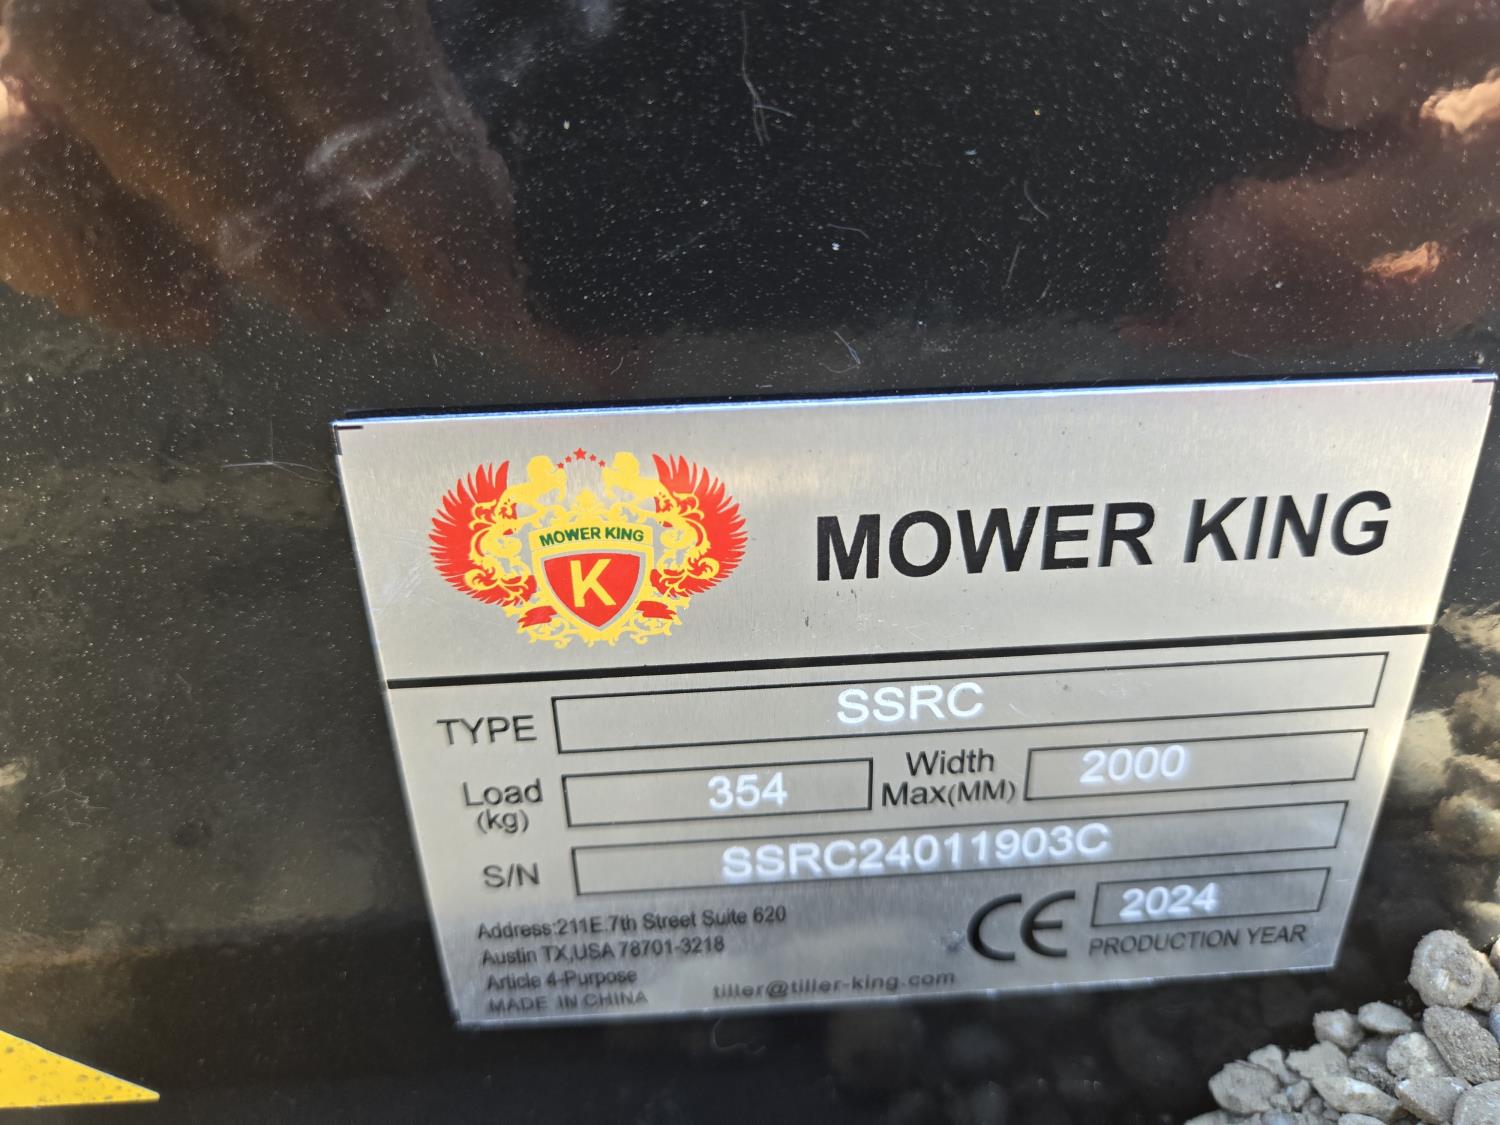 MOWER KING
K
MOWER KING
TYPE SSRC
Load (kg) 354 Width Max(MM) 2000
S/N SSRC24011903C
Address:211E.7th Street Suite 620
Austin TX,USA 78701-3218
Article 4-Purpose
MADE IN CHINA
tiller@tiller-king.com
CE 2024
PRODUCTION YEAR